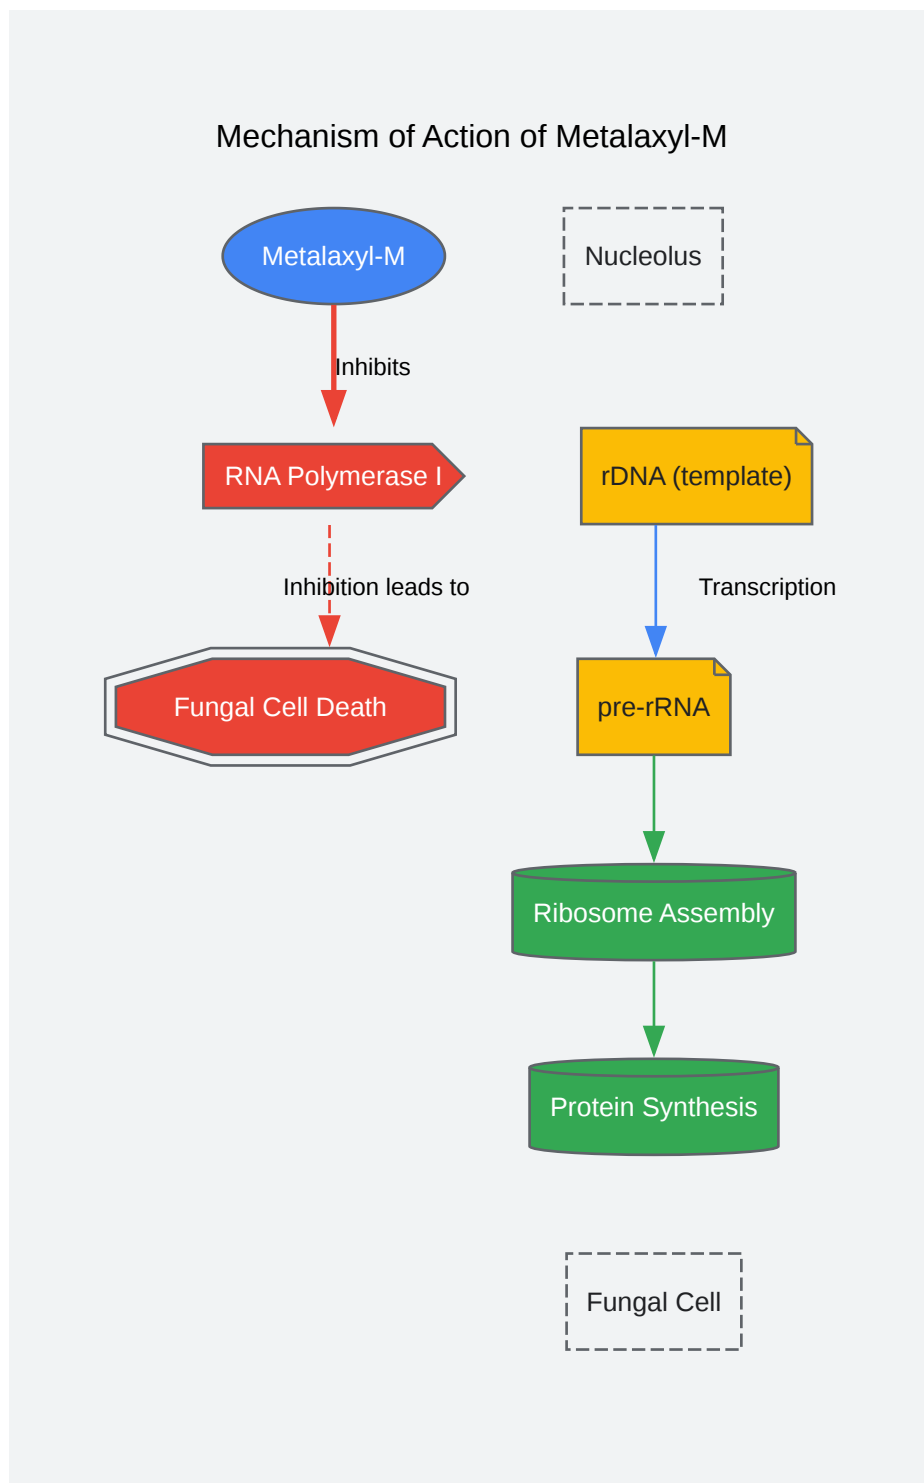 Mechanism of Action of Metalaxyl-M
Metalaxyl-M
Nucleolus
Inhibits
RNA Polymerase I
rDNA (template)
Inhibition leads to
Transcription
Fungal Cell Death
pre-rRNA
Ribosome Assembly
Protein Synthesis
Fungal Cell